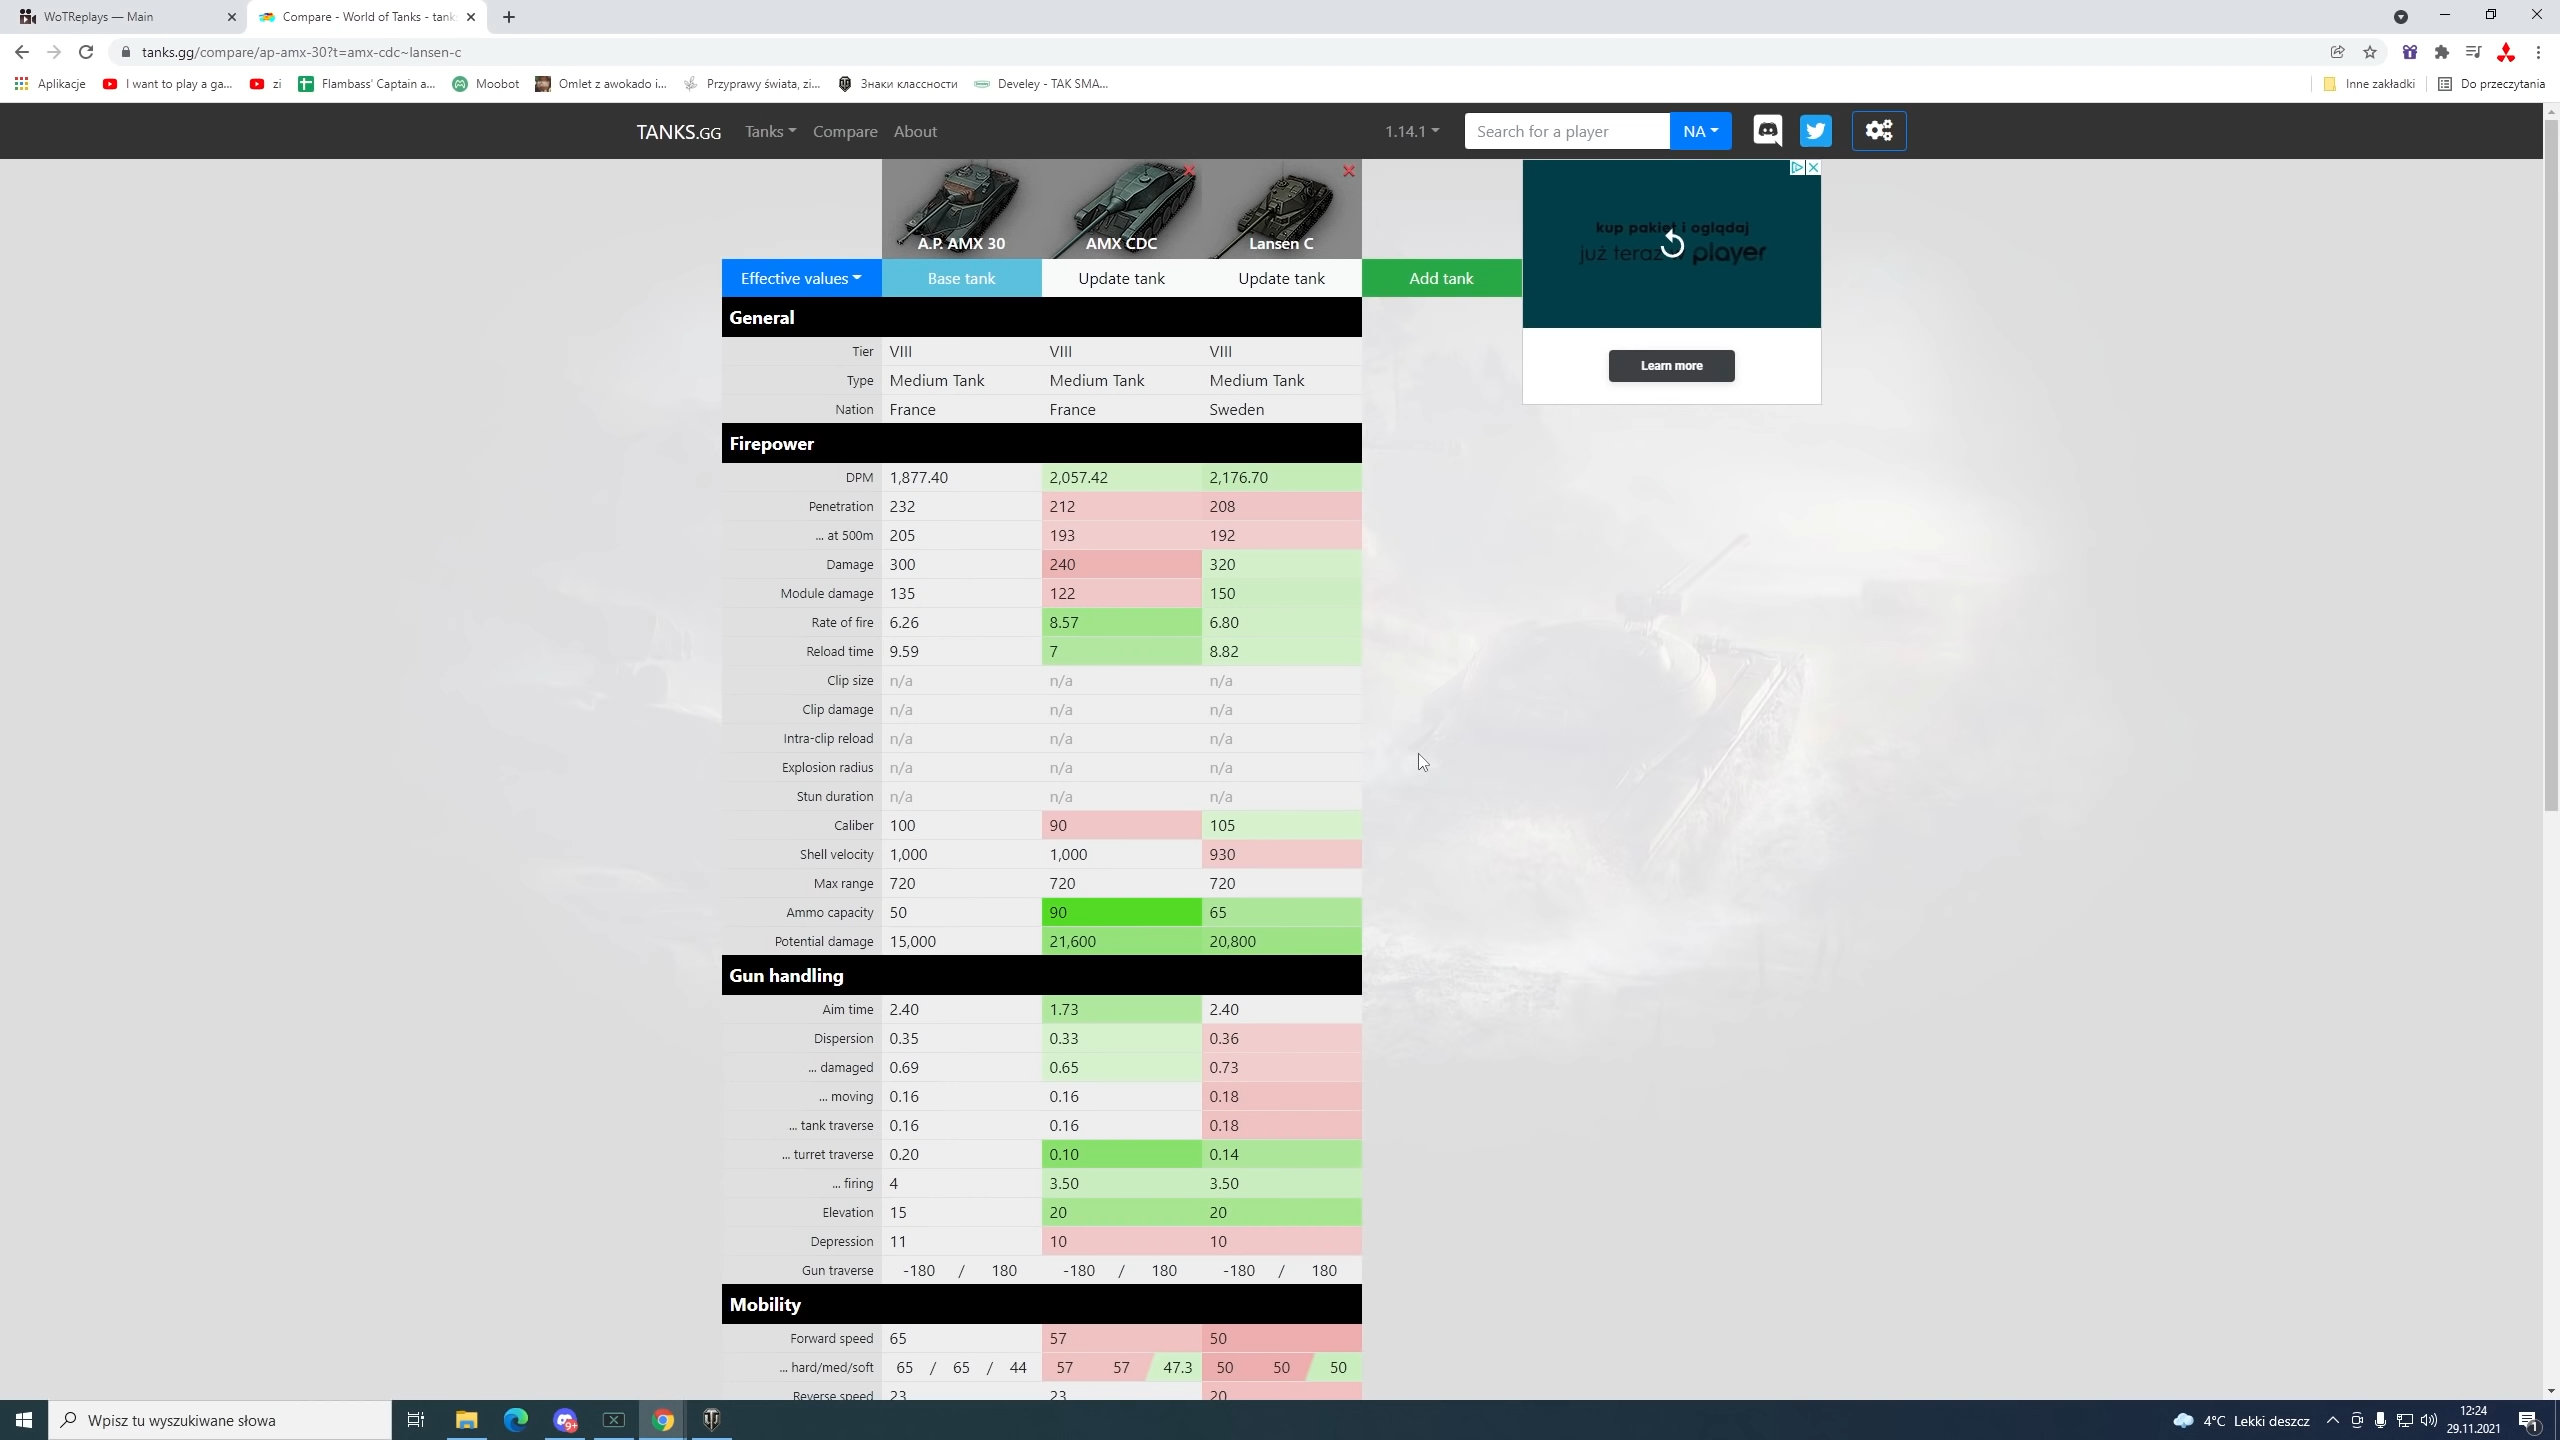 WoTReplays — Main
Compare - World of Tanks - tank
tanks.gg/compare/ap-amx-30?t=amx-cdc~lansen-c
Aplikacje I want to play a ga... zi Flambass' Captain a... Moobot Omlet z awokado i... Przyprawy świata, zi... Знаки классности Develey - TAK SMA... Inne zakładki Do przeczytania
TANKS.GG Tanks Compare About 1.14.1 Search for a player NA
A.P. AMX 30 AMX CDC Lansen C
kup pakiet i oglądaj
już teraz w player
Learn more
Effective values Base tank Update tank Update tank Add tank
General
Tier VIII VIII VIII
Type Medium Tank Medium Tank Medium Tank
Nation France France Sweden
Firepower
DPM 1,877.40 2,057.42 2,176.70
Penetration 232 212 208
... at 500m 205 193 192
Damage 300 240 320
Module damage 135 122 150
Rate of fire 6.26 8.57 6.80
Reload time 9.59 7 8.82
Clip size n/a n/a n/a
Clip damage n/a n/a n/a
Intra-clip reload n/a n/a n/a
Explosion radius n/a n/a n/a
Stun duration n/a n/a n/a
Caliber 100 90 105
Shell velocity 1,000 1,000 930
Max range 720 720 720
Ammo capacity 50 90 65
Potential damage 15,000 21,600 20,800
Gun handling
Aim time 2.40 1.73 2.40
Dispersion 0.35 0.33 0.36
... damaged 0.69 0.65 0.73
... moving 0.16 0.16 0.18
... tank traverse 0.16 0.16 0.18
... turret traverse 0.20 0.10 0.14
... firing 4 3.50 3.50
Elevation 15 20 20
Depression 11 10 10
Gun traverse -180 / 180 -180 / 180 -180 / 180
Mobility
Forward speed 65 57 50
... hard/med/soft 65 / 65 / 44 57 57 47.3 50 50 50
Reverse speed 23 23 20
Wpisz tu wyszukiwane słowa
9+
4°C Lekki deszcz
12:24
29.11.2021
1